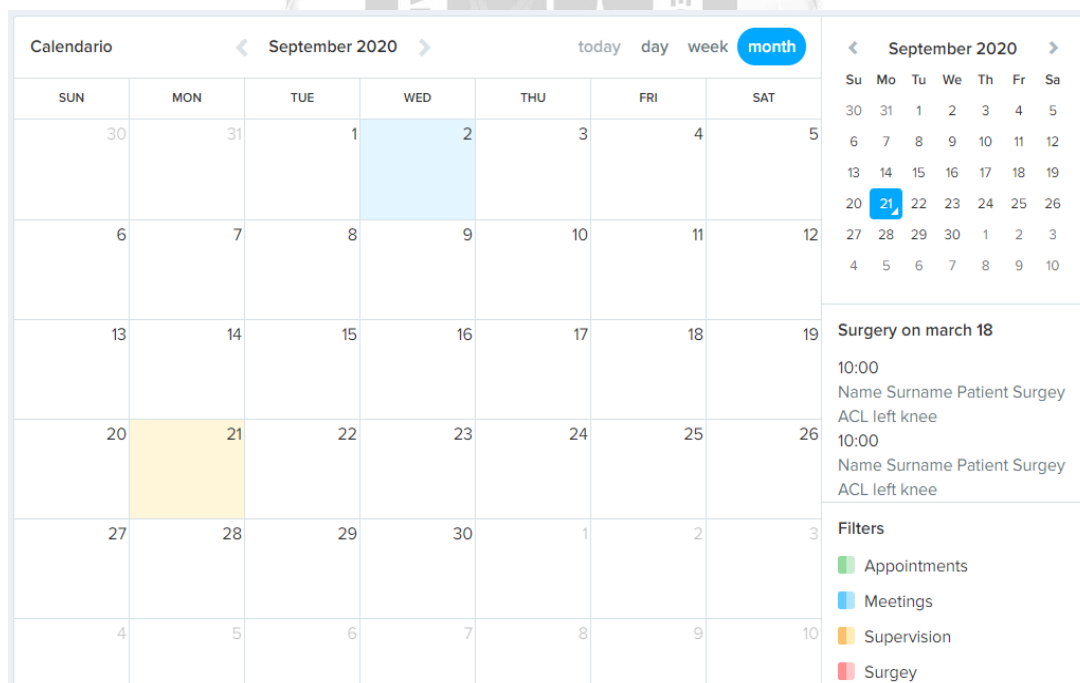 Calendario
September 2020
today day week month
SUN MON TUE WED THU FRI SAT
30 31 1 2 3 4 5
6 7 8 9 10 11 12
13 14 15 16 17 18 19
20 21 22 23 24 25 26
27 28 29 30 1 2 3
4 5 6 7 8 9 10
September 2020
Su Mo Tu We Th Fr Sa
30 31 1 2 3 4 5
6 7 8 9 10 11 12
13 14 15 16 17 18 19
20 21 22 23 24 25 26
27 28 29 30 1 2 3
4 5 6 7 8 9 10
Surgery on march 18
10:00
Name Surname Patient Surgey
ACL left knee
10:00
Name Surname Patient Surgey
ACL left knee
Filters
Appointments
Meetings
Supervision
Surgey